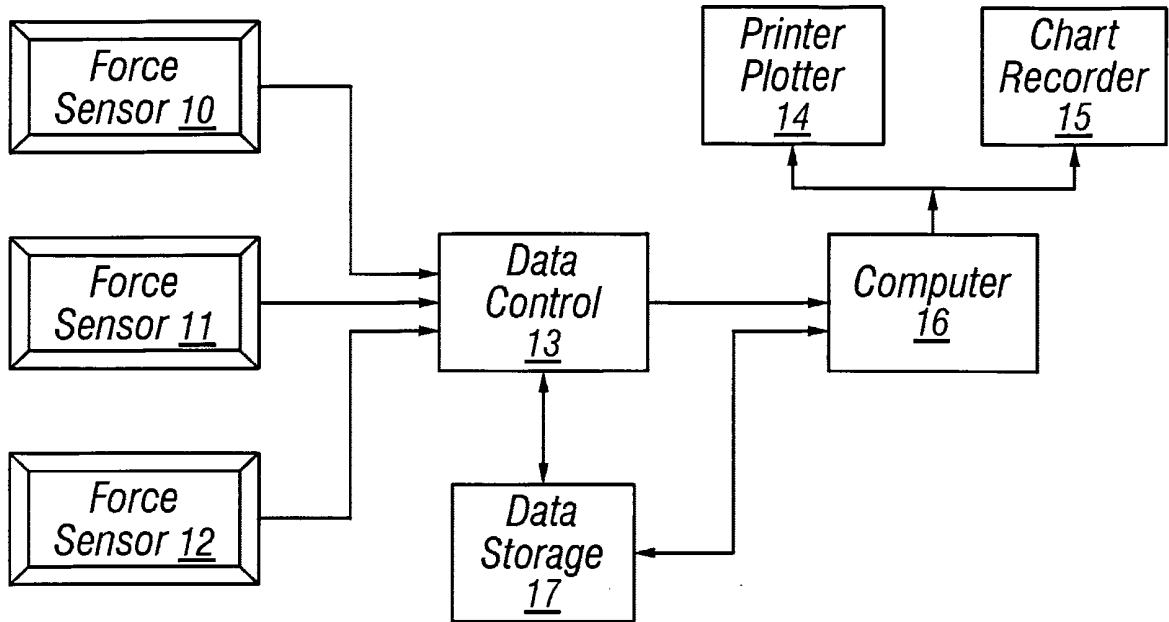 Force
Sensor 10
Force
Sensor 11
Force
Sensor 12
Data
Control
13
Data
Storage
17
Printer
Plotter
14
Chart
Recorder
15
Computer
16